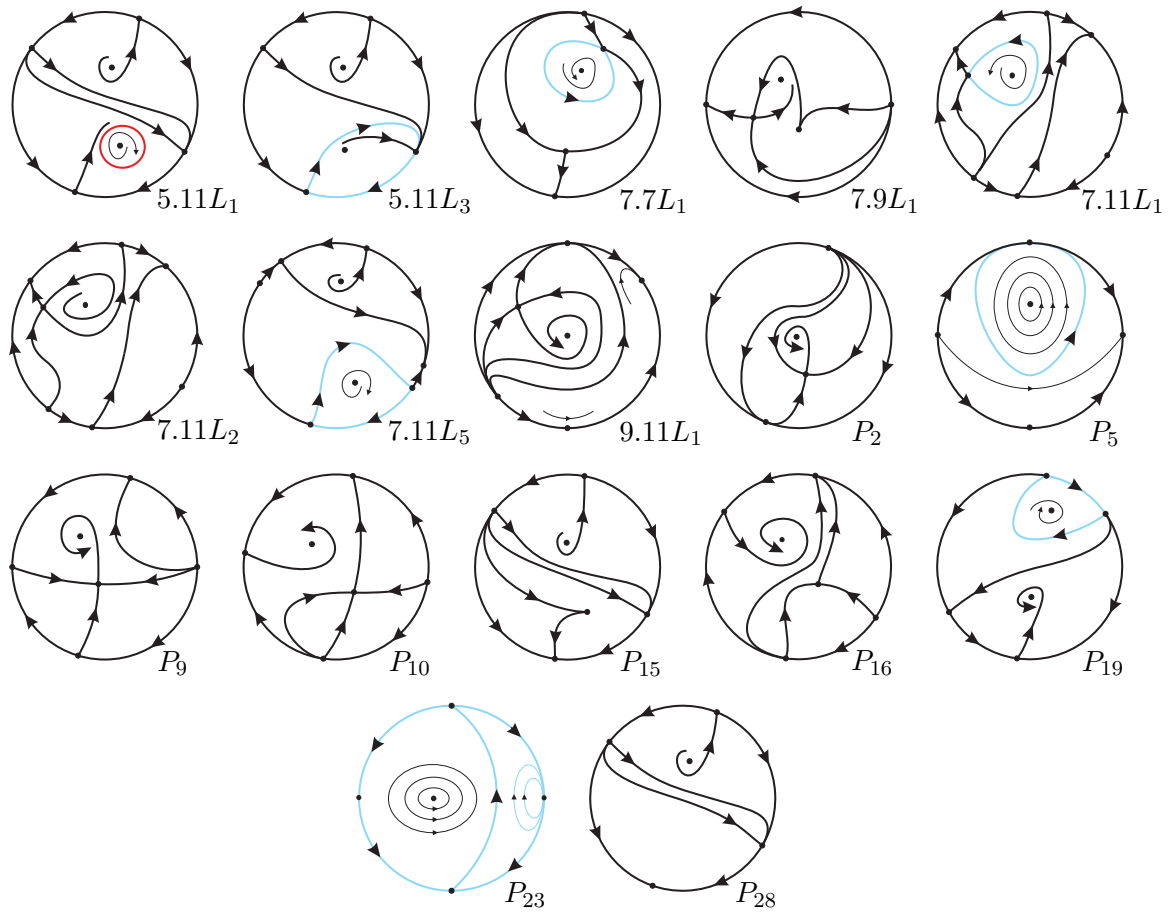 5.11L₁ 5.11L₃ 7.7L₁ 7.9L₁ 7.11L₁
7.11L₂ 7.11L₅ 9.11L₁ P₂ P₅
P₉ P₁₀ P₁₅ P₁₆ P₁₉
P₂₃ P₂₈